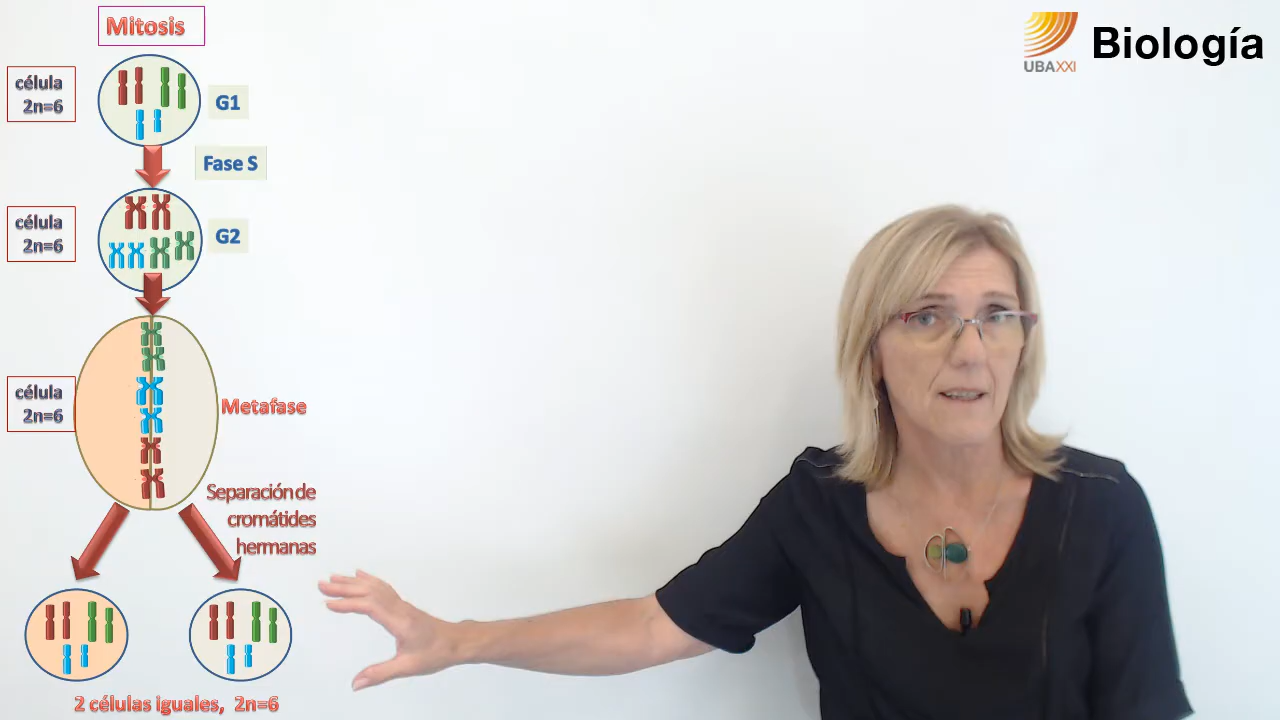 Mitosis
UBAXXI
Biología
célula
2n=6
G1
Fase S
célula
2n=6
G2
célula
2n=6
Metafase
Separación de
cromátides
hermanas
2 células iguales, 2n=6